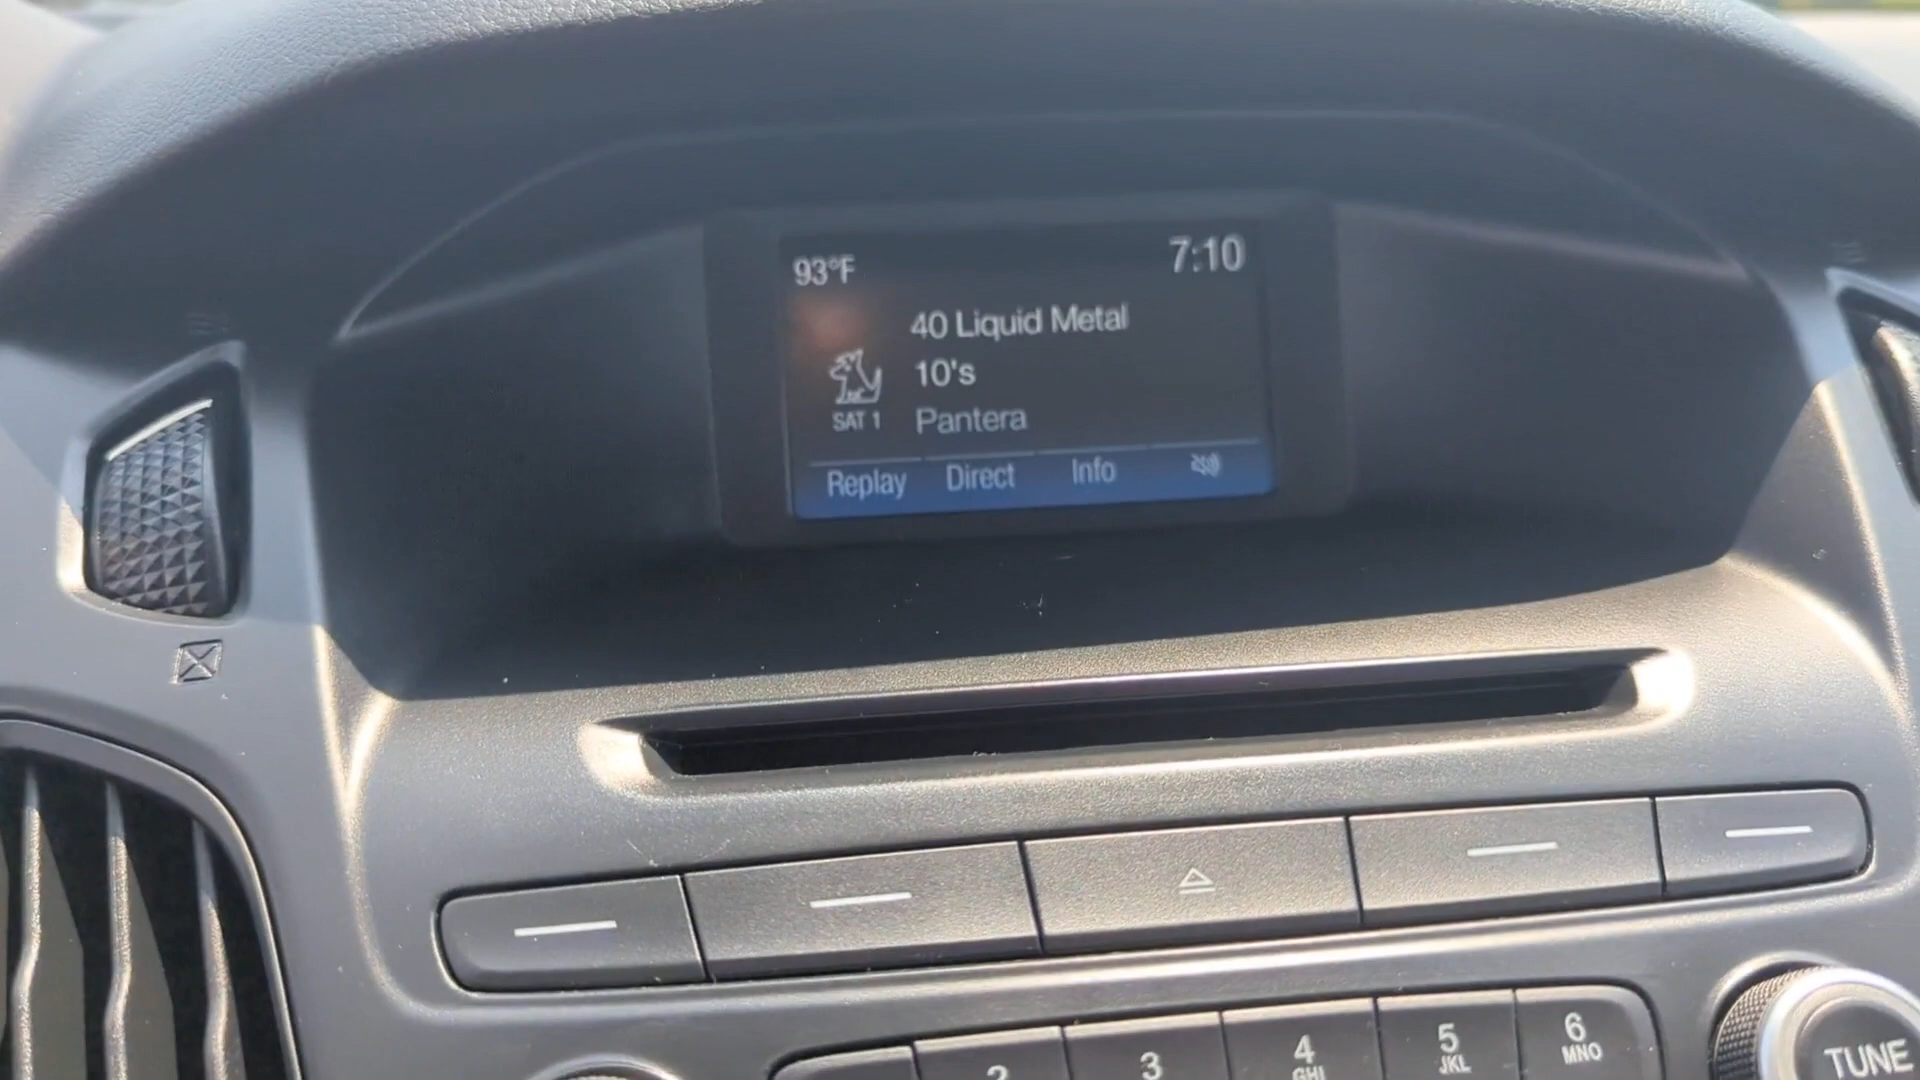 93°F 7:10
40 Liquid Metal
10's
SAT 1 Pantera
Replay Direct Info
2 3 4 5 6
GHI JKL MNO
TUNE